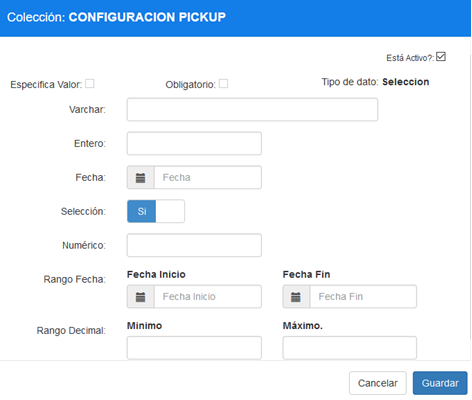 Colección: CONFIGURACION PICKUP
Está Activo?:
Especifica Valor: Obligatorio: Tipo de dato: Seleccion
Varchar:
Entero:
Fecha: Fecha
Selección: Si
Numérico:
Rango Fecha: Fecha Inicio Fecha Fin
Fecha Inicio Fecha Fin
Rango Decimal: Minimo Máximo.
Cancelar Guardar